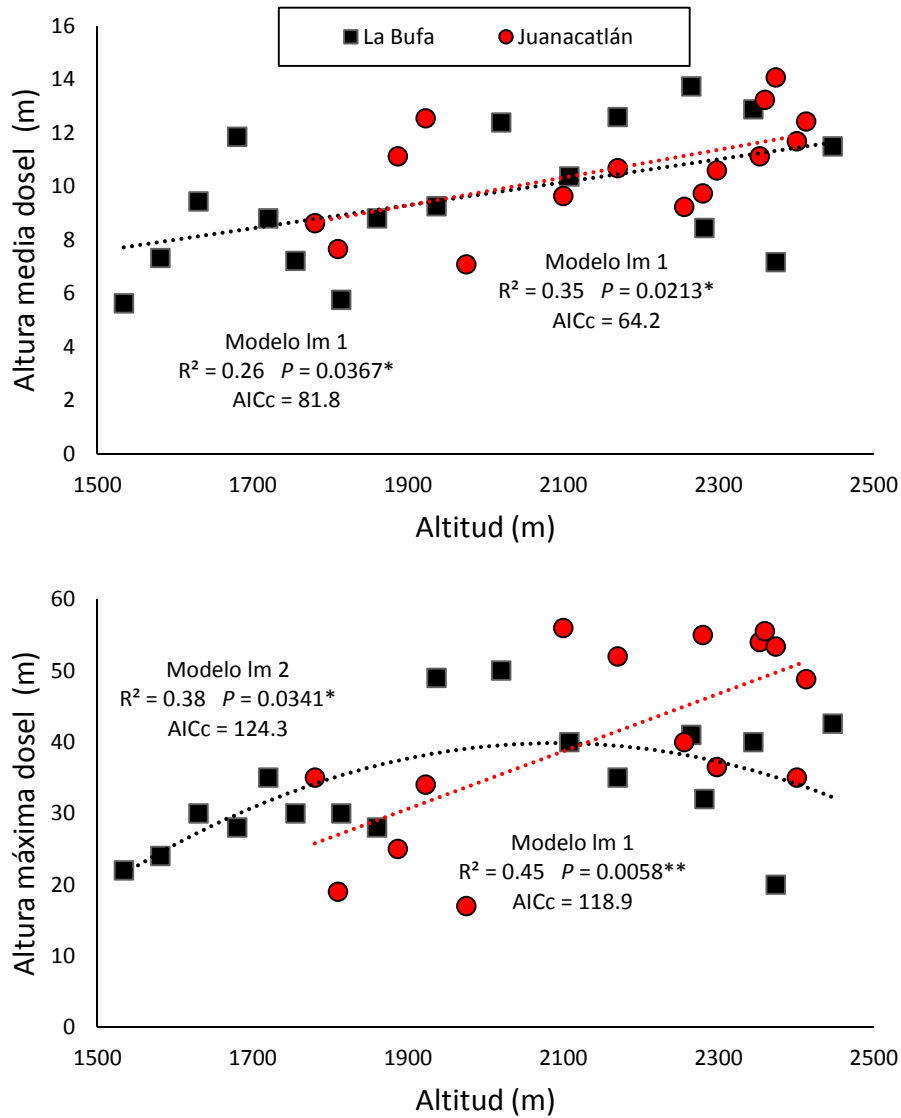 La Bufa Juanacatlán
16
14
12
10
8
6
4
2
0
Altura media dosel (m)
Modelo lm 1
R² = 0.35 P = 0.0213*
AICc = 64.2
Modelo lm 1
R² = 0.26 P = 0.0367*
AICc = 81.8
1500 1700 1900 2100 2300 2500
Altitud (m)
60
50
40
30
20
10
0
Altura máxima dosel (m)
Modelo lm 2
R² = 0.38 P = 0.0341*
AICc = 124.3
Modelo lm 1
R² = 0.45 P = 0.0058**
AICc = 118.9
1500 1700 1900 2100 2300 2500
Altitud (m)